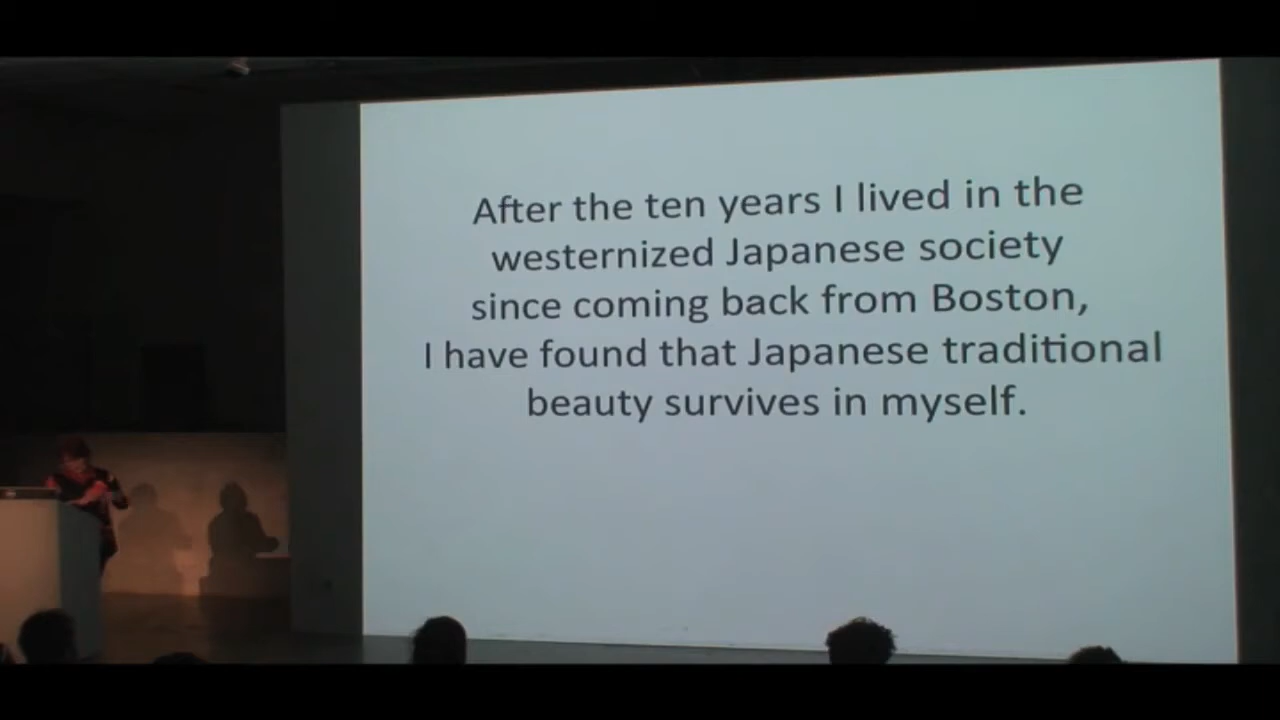 After the ten years I lived in the
westernized Japanese society
since coming back from Boston,
I have found that Japanese traditional
beauty survives in myself.